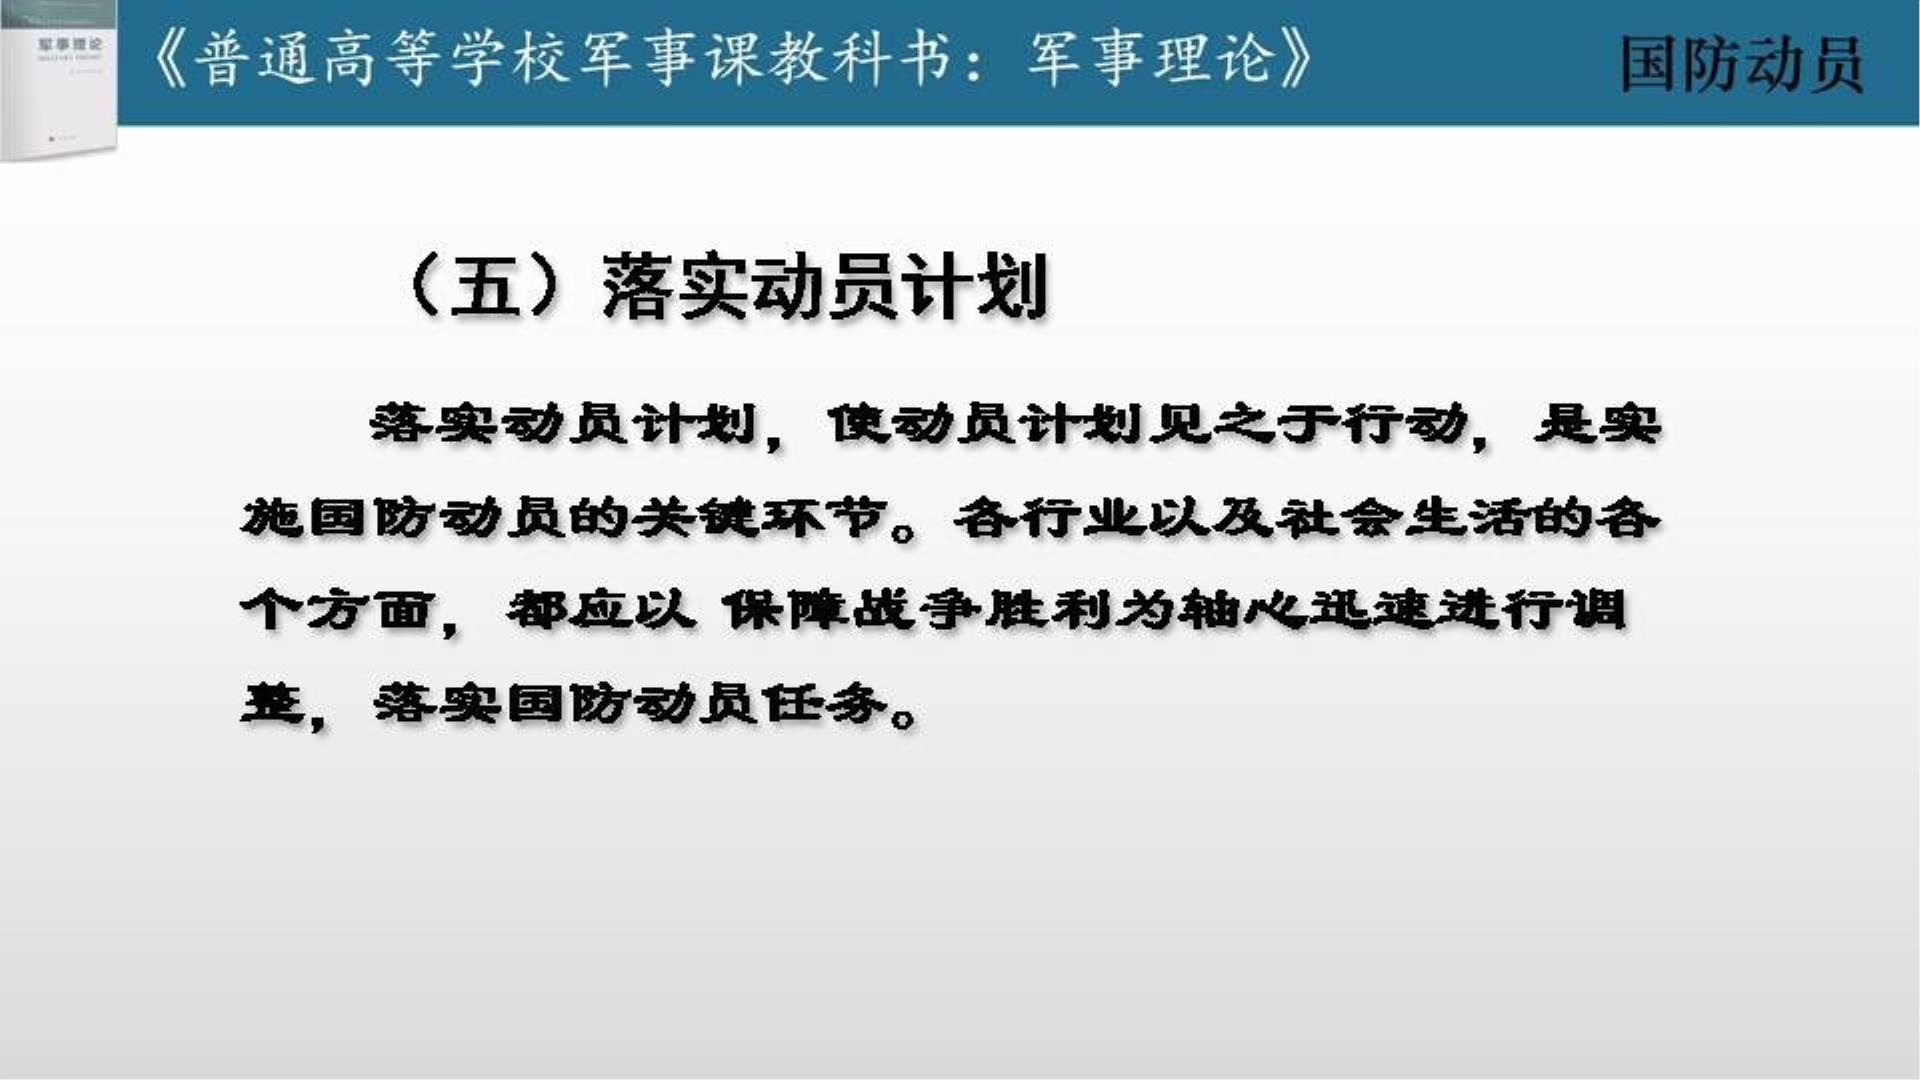 军事理论
《普通高等学校军事课教科书：军事理论》
国防动员
（五）落实动员计划
落实动员计划，使动员计划见之于行动，是实
施国防动员的关键环节。各行业以及社会生活的各
个方面，都应以 保障战争胜利为轴心迅速进行调
整，落实国防动员任务。